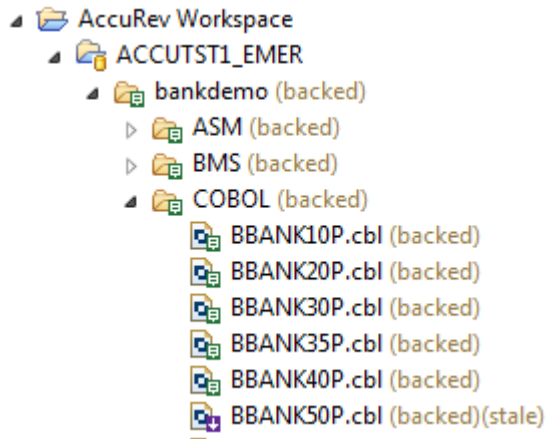 AccuRev Workspace
ACCUTST1_EMER
bankdemo (backed)
ASM (backed)
BMS (backed)
COBOL (backed)
BBANK10P.cbl (backed)
BBANK20P.cbl (backed)
BBANK30P.cbl (backed)
BBANK35P.cbl (backed)
BBANK40P.cbl (backed)
BBANK50P.cbl (backed)(stale)